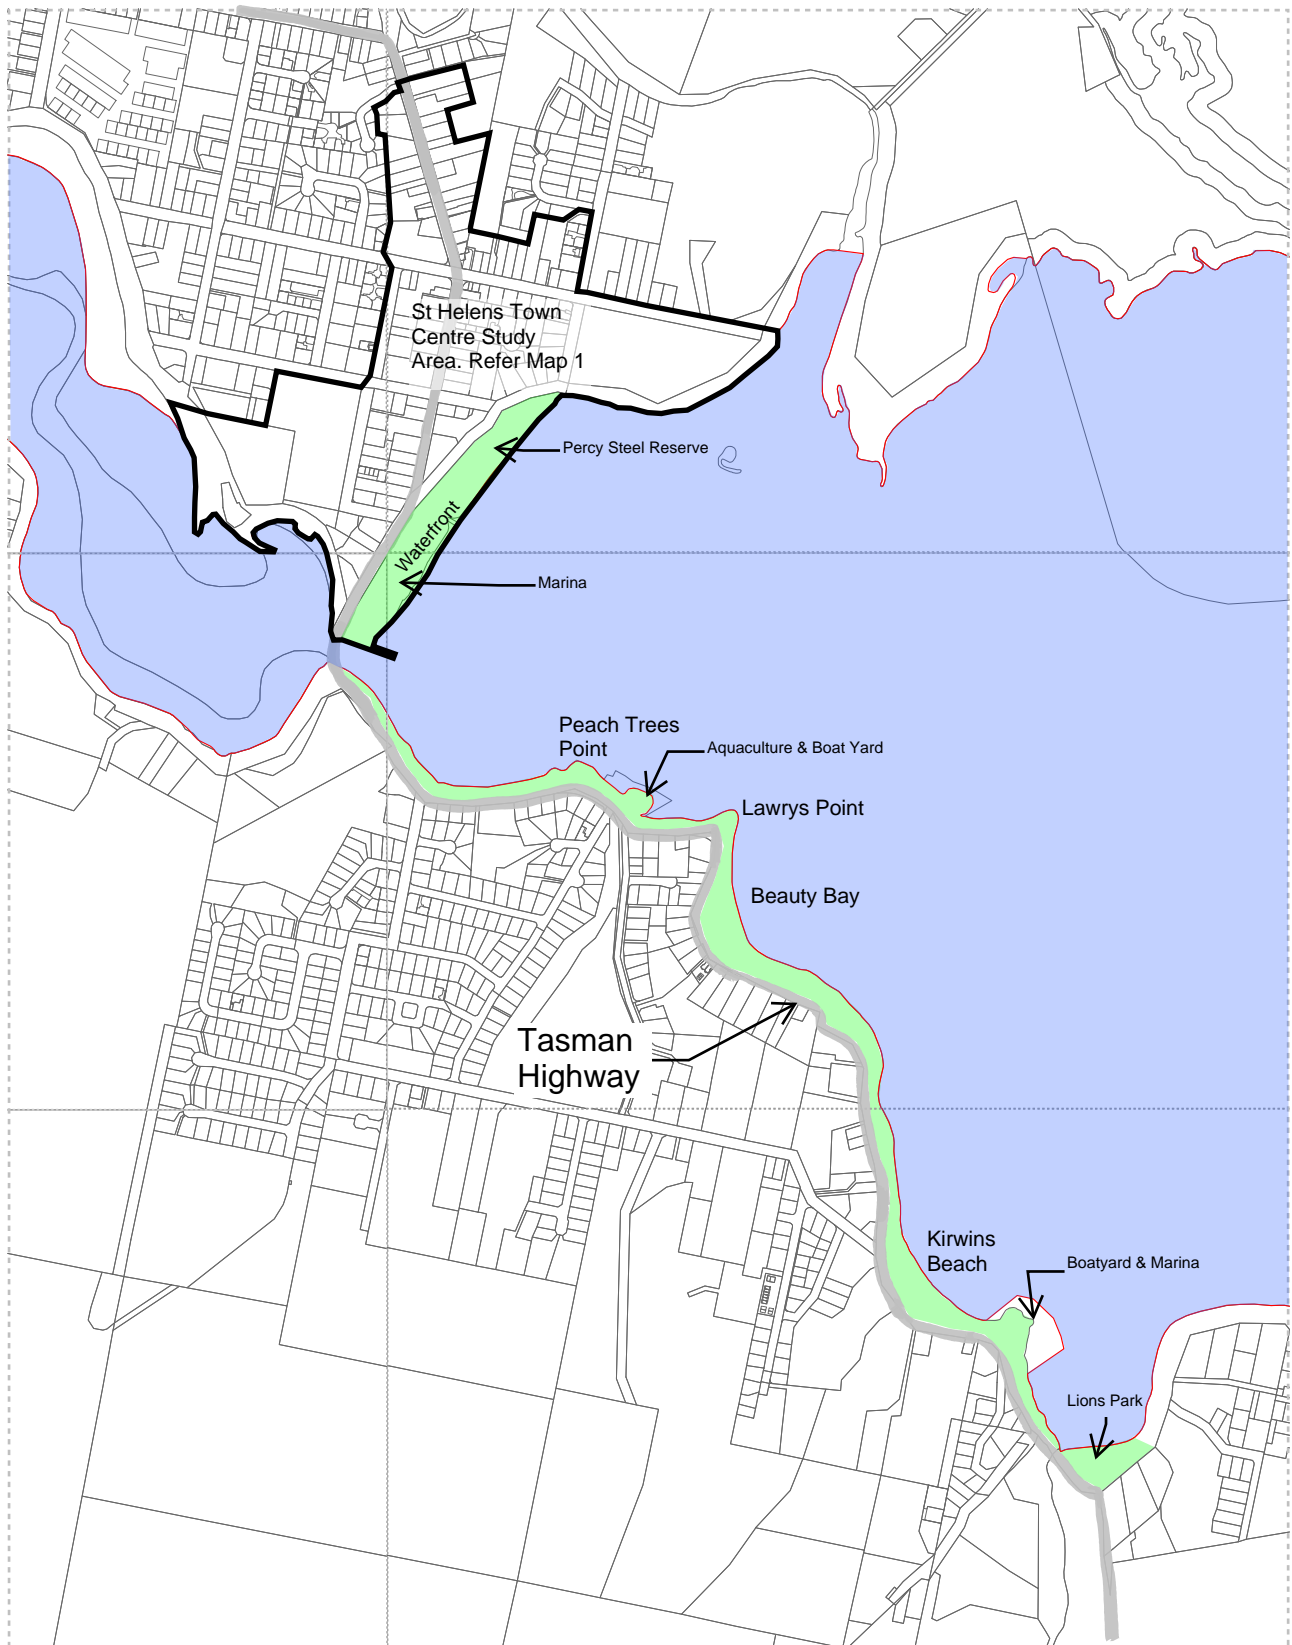 St Helens Town
Centre Study
Area. Refer Map 1
Percy Steel Reserve
Waterfront
Marina
Peach Trees
Point
Aquaculture & Boat Yard
Lawrys Point
Beauty Bay
Tasman
Highway
Kirwins
Beach
Boatyard & Marina
Lions Park